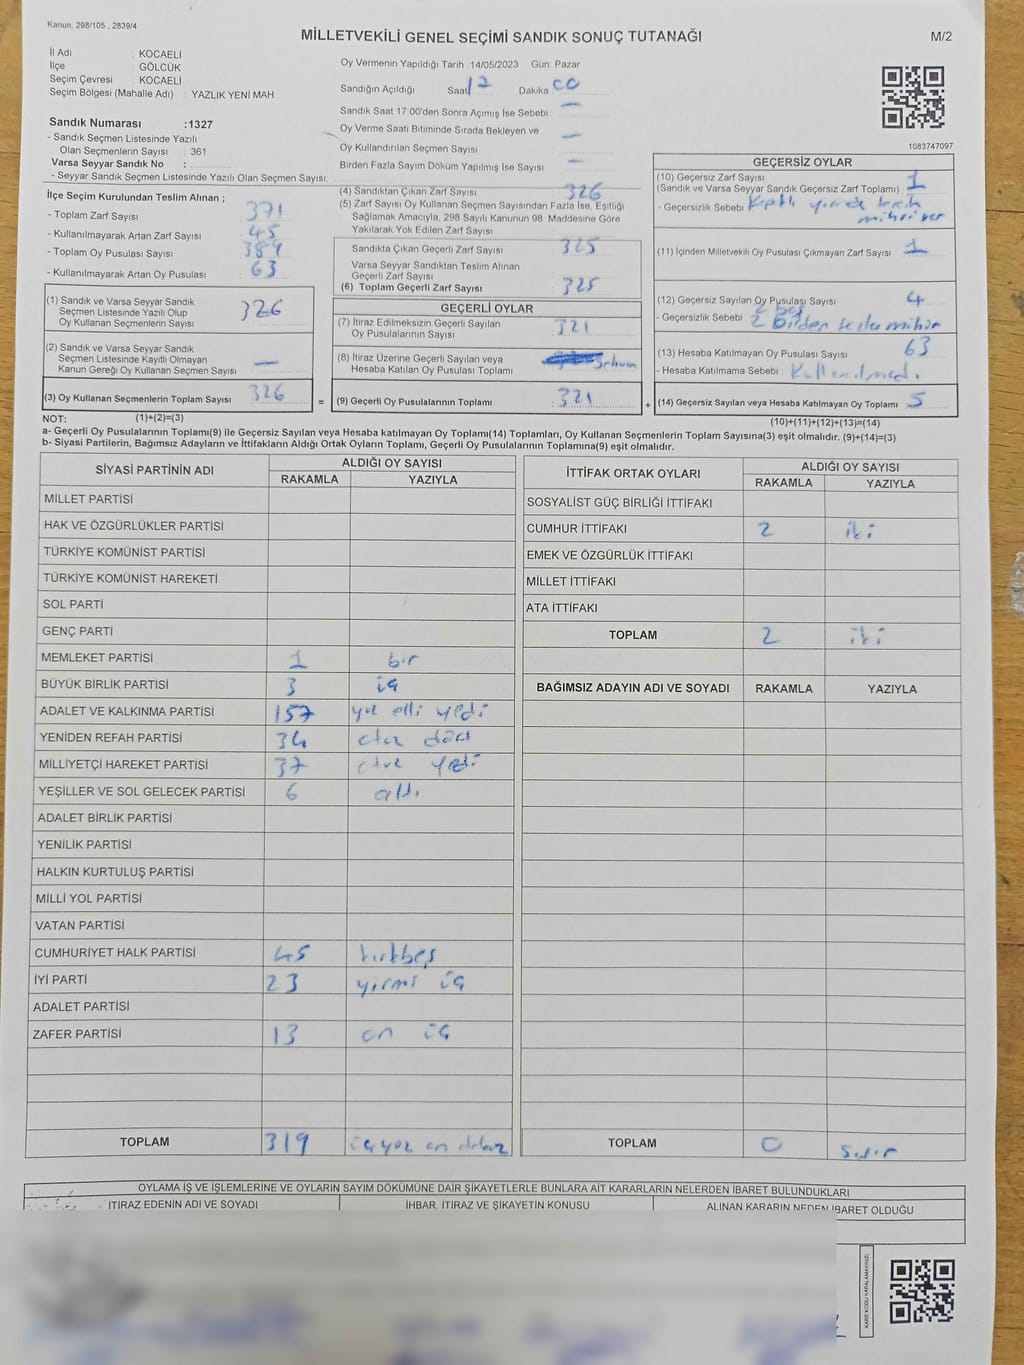 Kanun, 298/105 , 2839/4
MİLLETVEKİLİ GENEL SEÇİMİ SANDIK SONUÇ TUTANAĞI
M/2
İl Adı : KOCAELİ
İlçe : GÖLCÜK
Seçim Çevresi : KOCAELİ
Seçim Bölgesi (Mahalle Adı) : YAZLIK YENİ MAH.
Sandık Numarası :1327
- Sandık Seçmen Listesinde Yazılı
Olan Seçmenlerin Sayısı : 361
Varsa Seyyar Sandık No :
- Seyyar Sandık Seçmen Listesinde Yazılı Olan Seçmen Sayısı:
Oy Vermenin Yapıldığı Tarih :14/05/2023 Gün: Pazar
Sandığın Açıldığı Saat 17 Dakika 00
Sandık Saat 17.00'den Sonra Açımış İse Sebebi —
Oy Verme Saati Bitiminde Sırada Bekleyen ve
Oy Kullandırılan Seçmen Sayısı —
Birden Fazla Sayım Döküm Yapılmış İse Sayısı —
1083747097
İlçe Seçim Kurulundan Teslim Alınan ;
- Toplam Zarf Sayısı 371
- Kullanılmayarak Artan Zarf Sayısı 45
- Toplam Oy Pusulası Sayısı 389
- Kullanılmayarak Artan Oy Pusulası 63
(1) Sandık ve Varsa Seyyar Sandık
Seçmen Listesinde Yazılı Olup
Oy Kullanan Seçmenlerin Sayısı 326
(2) Sandık ve Varsa Seyyar Sandık
Seçmen Listesinde Kayıtlı Olmayan
Kanun Gereği Oy Kullanan Seçmen Sayısı —
(3) Oy Kullanan Seçmenlerin Toplam Sayısı 326
(4) Sandıktan Çıkan Zarf Sayısı 326
(5) Zarf Sayısı Oy Kullanan Seçmen Sayısından Fazla İse, Eşitliği
Sağlamak Amacıyla, 298 Sayılı Kanunun 98. Maddesine Göre
Yakılarak Yok Edilen Zarf Sayısı
Sandıkta Çıkan Geçerli Zarf Sayısı 325
Varsa Seyyar Sandıktan Teslim Alınan
Geçerli Zarf Sayısı
(6) Toplam Geçerli Zarf Sayısı 325
GEÇERLİ OYLAR
(7) İtiraz Edilmeksizin Geçerli Sayılan
Oy Pusulalarının Sayısı 321
(8) İtiraz Üzerine Geçerli Sayılan veya
Hesaba Katılan Oy Pusulası Toplamı
= (9) Geçerli Oy Pusulalarının Toplamı 321
GEÇERSİZ OYLAR
(10) Geçersiz Zarf Sayısı 1
(Sandık ve Varsa Seyyar Sandık Geçersiz Zarf Toplamı)
- Geçersizlik Sebebi
(11) İçinden Milletvekili Oy Pusulası Çıkmayan Zarf Sayısı 1
(12) Geçersiz Sayılan Oy Pusulası Sayısı 4
- Geçersizlik Sebebi 2 boş
2 Birden fazla mühür
(13) Hesaba Katılmayan Oy Pusulası Sayısı 63
- Hesaba Katılmama Sebebi Kullanılmadı.
+ (14) Geçersiz Sayılan veya Hesaba Katılmayan Oy Toplamı 5
NOT: (1)+(2)=(3) (10)+(11)+(12)+(13)=(14)
a- Geçerli Oy Pusulalarının Toplamı(9) ile Geçersiz Sayılan veya Hesaba katılmayan Oy Toplamı(14) Toplamları, Oy Kullanan Seçmenlerin Toplam Sayısına(3) eşit olmalıdır. (9)+(14)=(3)
b- Siyasi Partilerin, Bağımsız Adayların ve İttifakların Aldığı Ortak Oyların Toplamı, Geçerli Oy Pusulalarının Toplamına(9) eşit olmalıdır.
SİYASİ PARTİNİN ADI ALDIĞI OY SAYISI
RAKAMLA YAZIYLA
MİLLET PARTİSİ
HAK VE ÖZGÜRLÜKLER PARTİSİ
TÜRKİYE KOMÜNİST PARTİSİ
TÜRKİYE KOMÜNİST HAREKETİ
SOL PARTİ
GENÇ PARTİ
MEMLEKET PARTİSİ 1 bir
BÜYÜK BİRLİK PARTİSİ 3 üç
ADALET VE KALKINMA PARTİSİ 157 yüz elli yedi
YENİDEN REFAH PARTİSİ 34 otuz dört
MİLLİYETÇİ HAREKET PARTİSİ 37 otuz yedi
YEŞİLLER VE SOL GELECEK PARTİSİ 6 altı
ADALET BİRLİK PARTİSİ
YENİLİK PARTİSİ
HALKIN KURTULUŞ PARTİSİ
MİLLİ YOL PARTİSİ
VATAN PARTİSİ
CUMHURİYET HALK PARTİSİ 45 kırkbeş
İYİ PARTİ 23 yirmi üç
ADALET PARTİSİ
ZAFER PARTİSİ 13 on üç
TOPLAM 319 üçyüz on dokuz
İTTİFAK ORTAK OYLARI ALDIĞI OY SAYISI
RAKAMLA YAZIYLA
SOSYALİST GÜÇ BİRLİĞİ İTTİFAKI
CUMHUR İTTİFAKI 2 iki
EMEK VE ÖZGÜRLÜK İTTİFAKI
MİLLET İTTİFAKI
ATA İTTİFAKI
TOPLAM 2 iki
BAĞIMSIZ ADAYIN ADI VE SOYADI RAKAMLA YAZIYLA
TOPLAM 0 sıfır
OYLAMA İŞ VE İŞLEMLERİNE VE OYLARIN SAYIM DÖKÜMÜNE DAİR ŞİKAYETLERLE BUNLARA AİT KARARLARIN NELERDEN İBARET BULUNDUKLARI
İTİRAZ EDENİN ADI VE SOYADI İHBAR, İTİRAZ VE ŞİKAYETİN KONUSU ALINAN KARARIN NEDEN İBARET OLDUĞU
KARE KODU KARALAMAYINIZ!